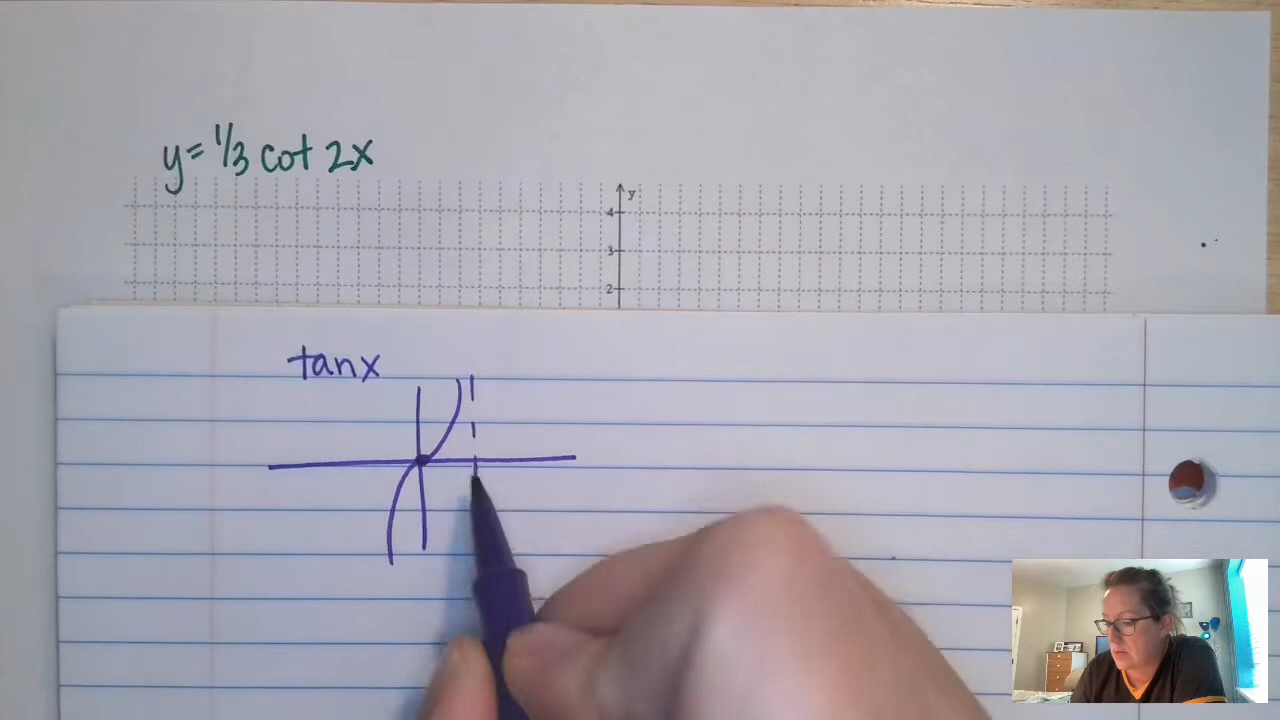 y = 1/3 cot 2x
y
4
3
2
tan x